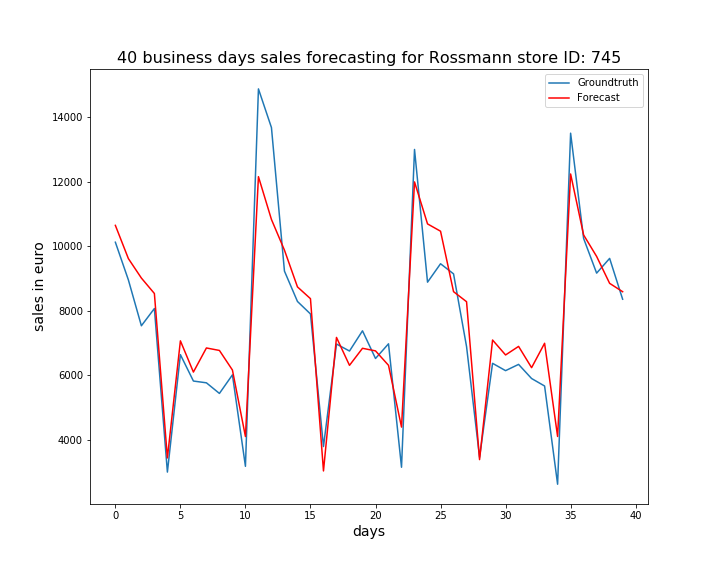 40 business days sales forecasting for Rossmann store ID: 745
Groundtruth
Forecast
14000
12000
10000
8000
6000
4000
sales in euro
0 5 10 15 20 25 30 35 40
days